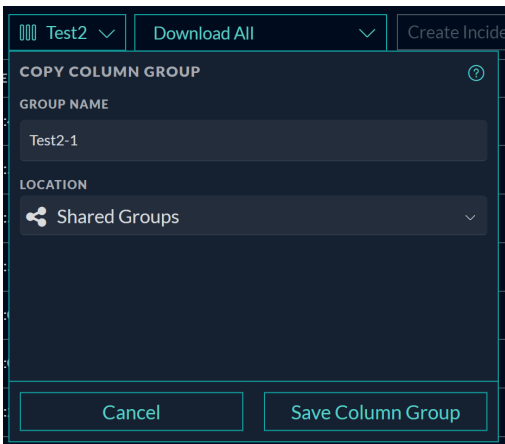 Test2 Download All Create Incide
COPY COLUMN GROUP ?
GROUP NAME
Test2-1
LOCATION
Shared Groups
Cancel Save Column Group